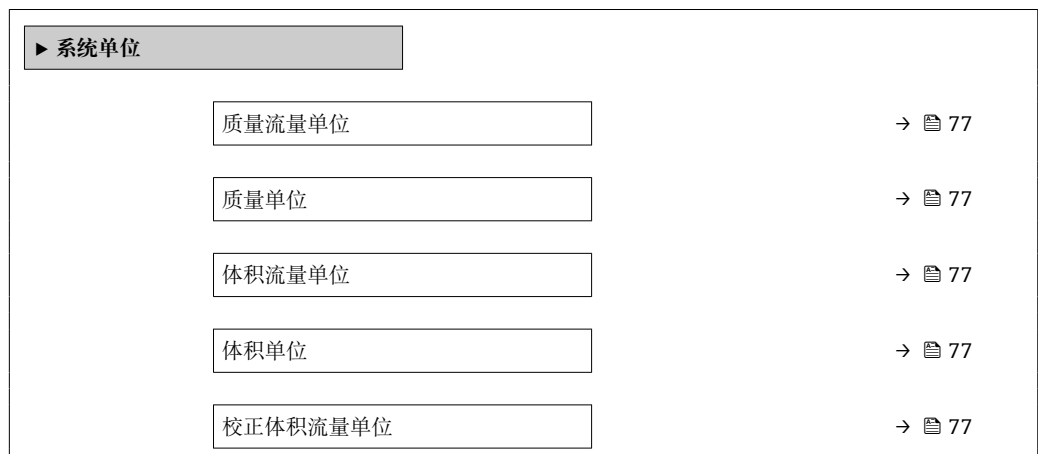 ▶ 系统单位
质量流量单位 → 🖺 77
质量单位 → 🖺 77
体积流量单位 → 🖺 77
体积单位 → 🖺 77
校正体积流量单位 → 🖺 77